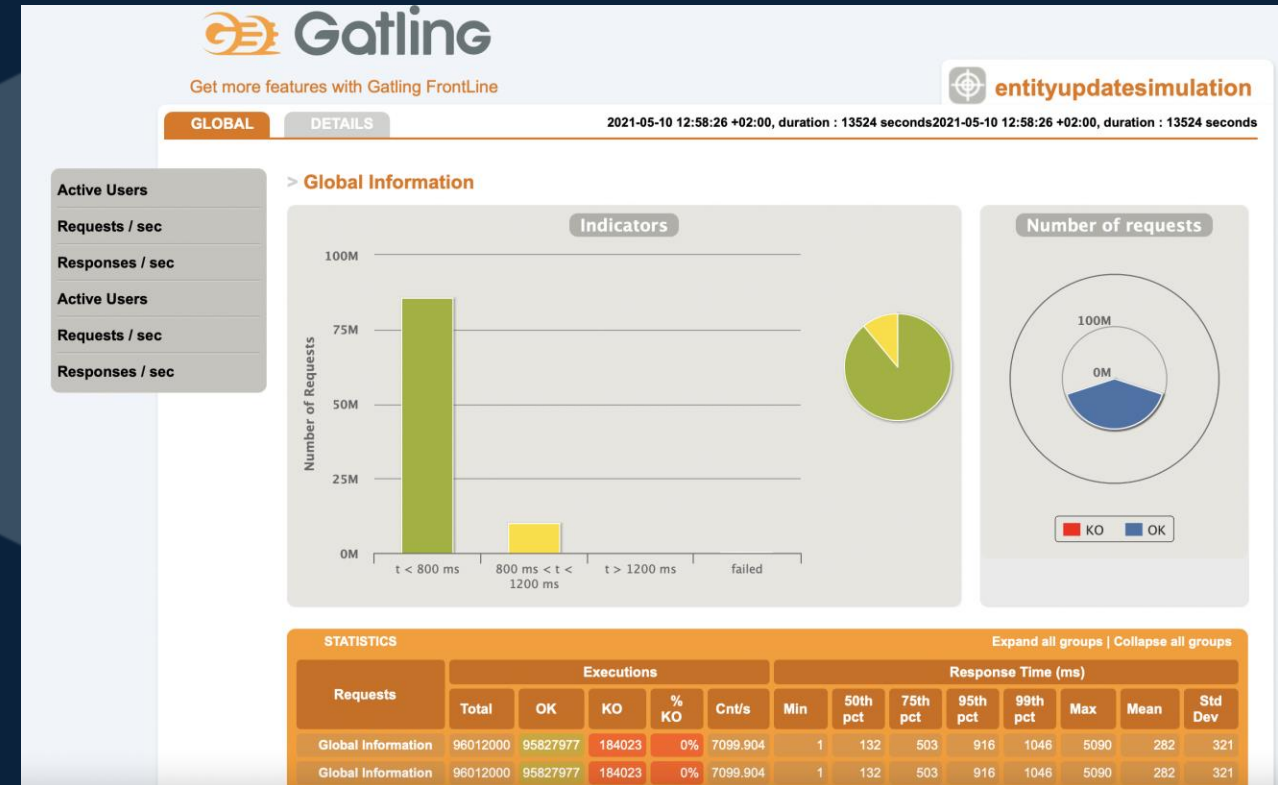 Gatling
Get more features with Gatling FrontLine
entityupdatesimulation
GLOBAL DETAILS 2021-05-10 12:58:26 +02:00, duration : 13524 seconds2021-05-10 12:58:26 +02:00, duration : 13524 seconds
Active Users
Requests / sec
Responses / sec
Active Users
Requests / sec
Responses / sec
> Global Information
Indicators
Number of Requests
100M
75M
50M
25M
0M
t < 800 ms
800 ms < t <
1200 ms
t > 1200 ms
failed
Number of requests
100M
0M
KO OK
STATISTICS Expand all groups | Collapse all groups
Requests Executions Response Time (ms)
Total OK KO % KO Cnt/s Min 50th pct 75th pct 95th pct 99th pct Max Mean Std Dev
Global Information 96012000 95827977 184023 0% 7099.904 1 132 503 916 1046 5090 282 321
Global Information 96012000 95827977 184023 0% 7099.904 1 132 503 916 1046 5090 282 321